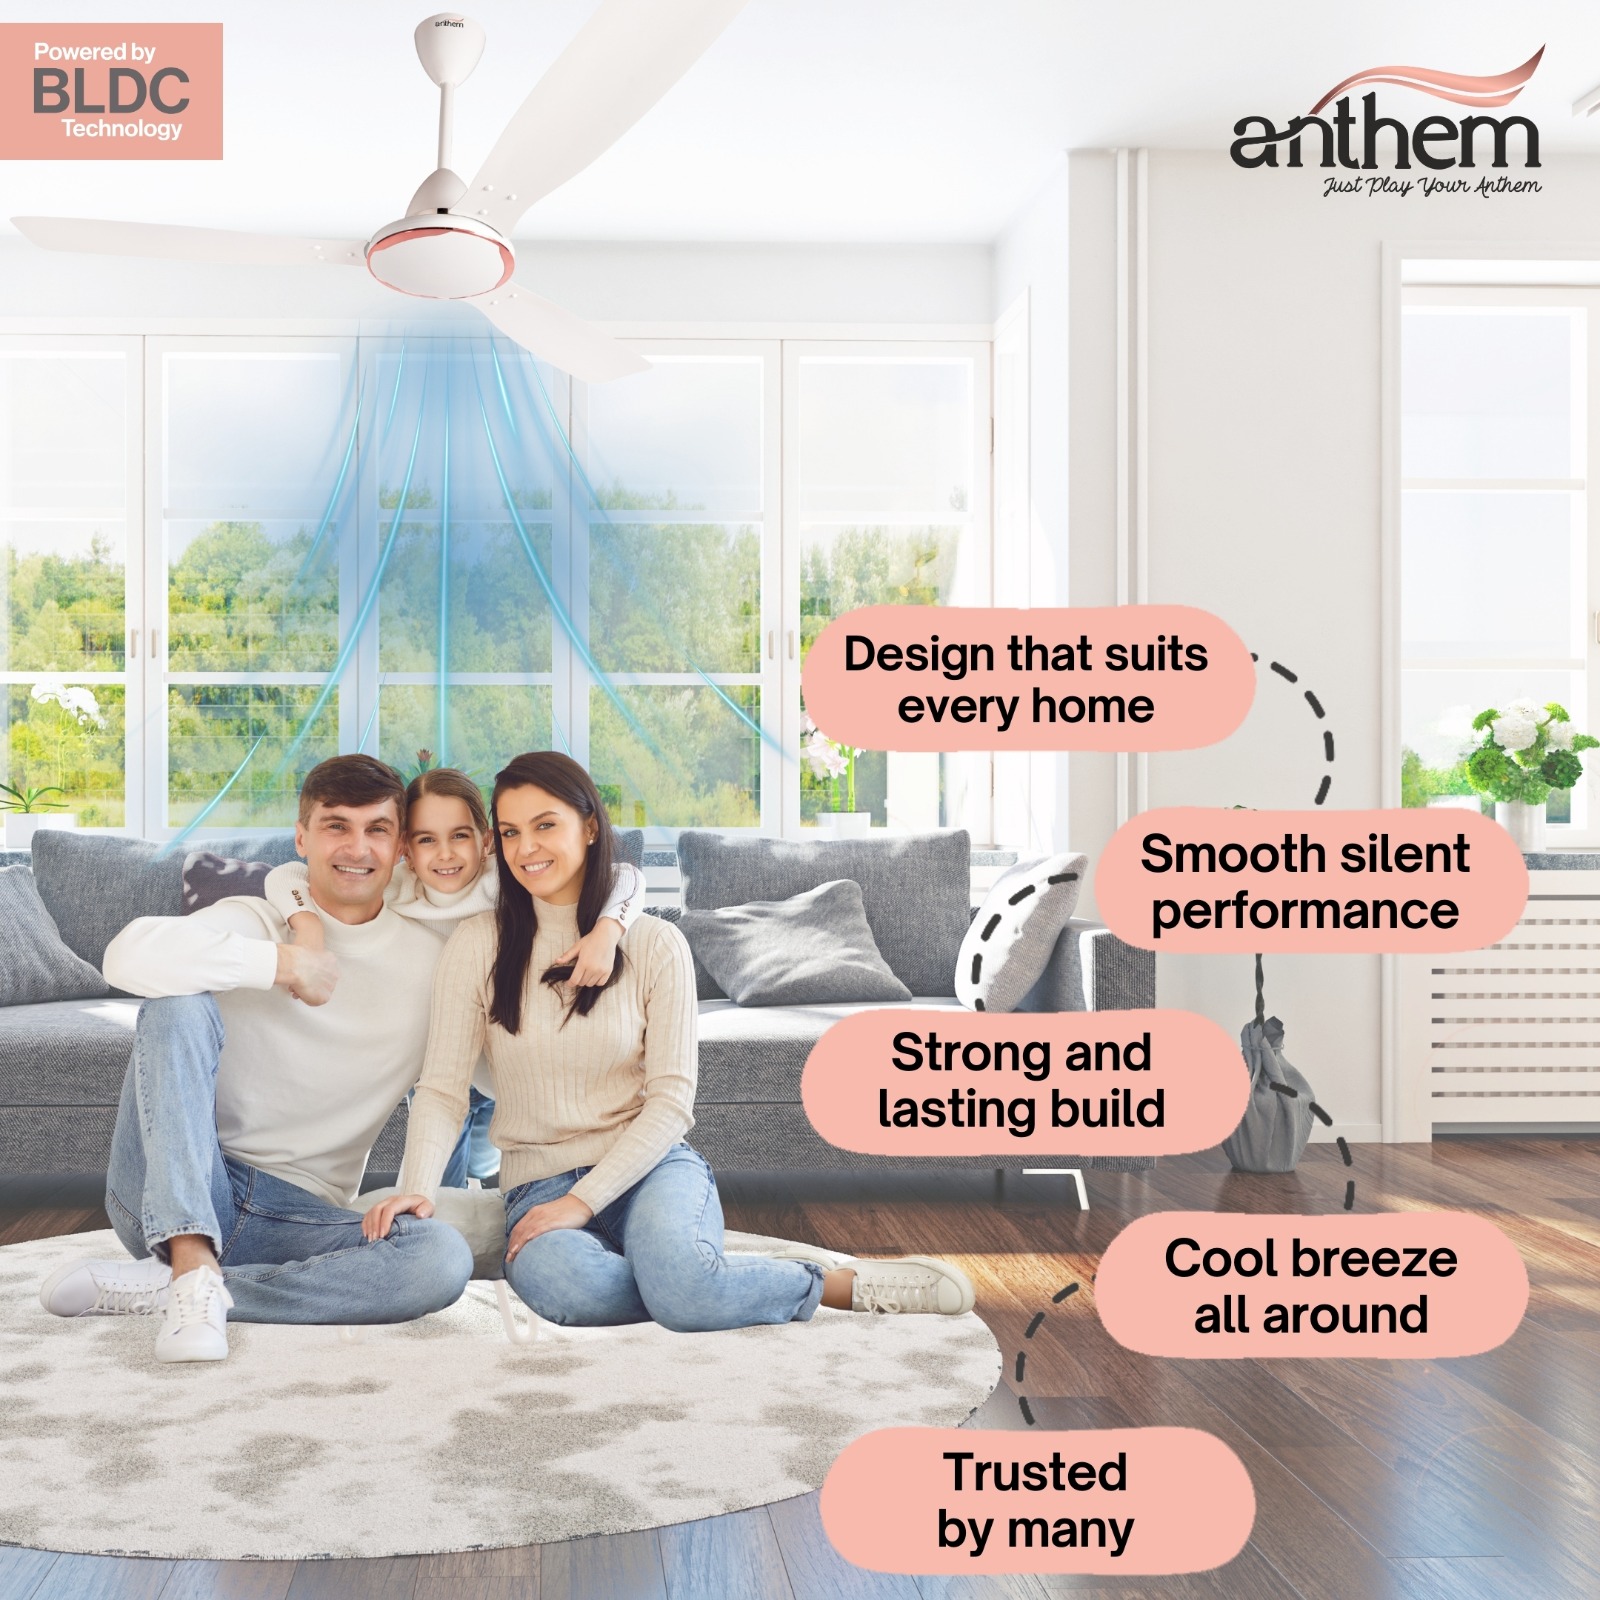 Powered by
BLDC
Technology
anthem
anthem
Just Play Your Anthem
Design that suits
every home
Smooth silent
performance
Strong and
lasting build
Cool breeze
all around
Trusted
by many